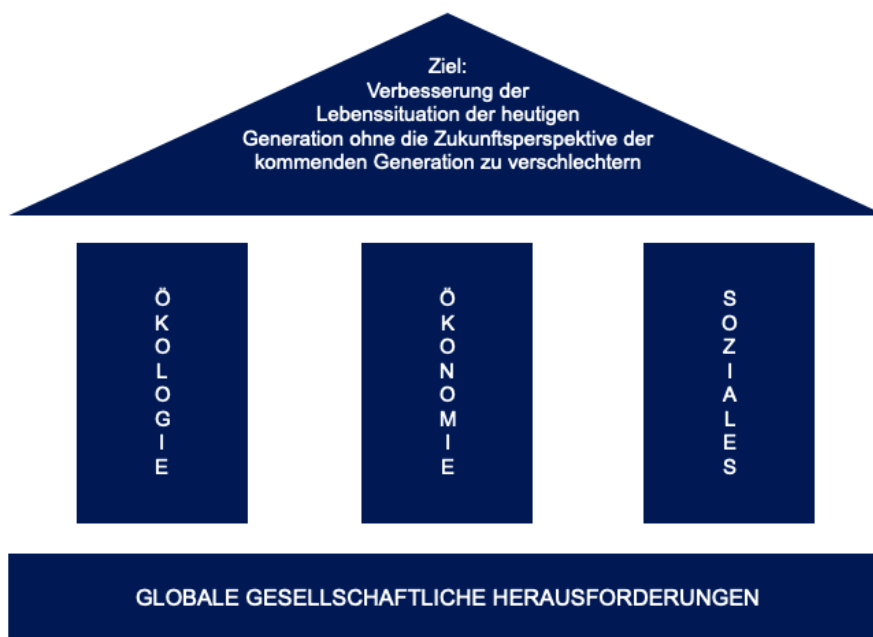 Ziel:
Verbesserung der
Lebenssituation der heutigen
Generation ohne die Zukunftsperspektive der
kommenden Generation zu verschlechtern
ÖKOLOGIE
ÖKONOMIE
SOZIALES
GLOBALE GESELLSCHAFTLICHE HERAUSFORDERUNGEN